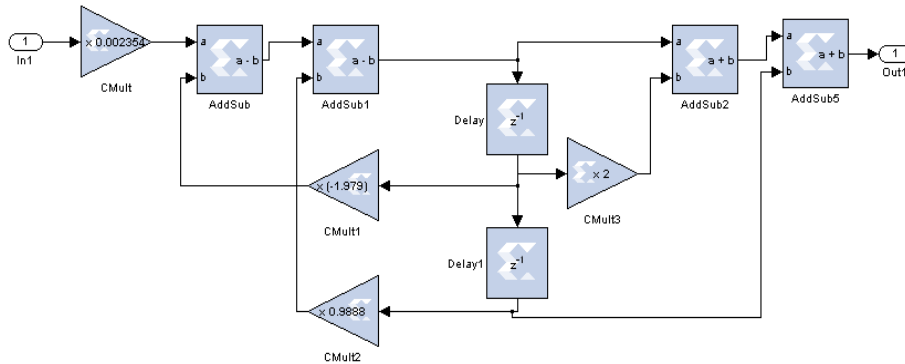 1
In1
x 0.002354
CMult
a
b
a - b
AddSub
a
b
a - b
AddSub1
Delay
z-1
x (-1.979)
CMult1
x 2
CMult3
Delay1
z-1
x 0.9888
CMult2
a
b
a + b
AddSub2
a
b
a + b
AddSub5
1
Out1